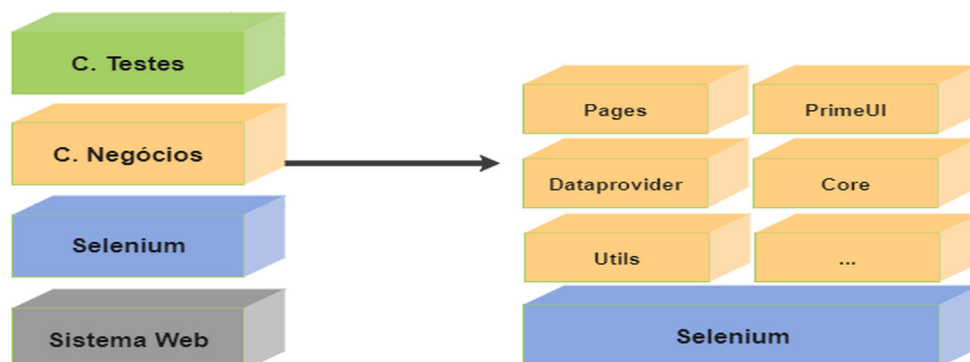 C. Testes
C. Negócios
Selenium
Sistema Web
Pages
PrimeUI
Dataprovider
Core
Utils
...
Selenium